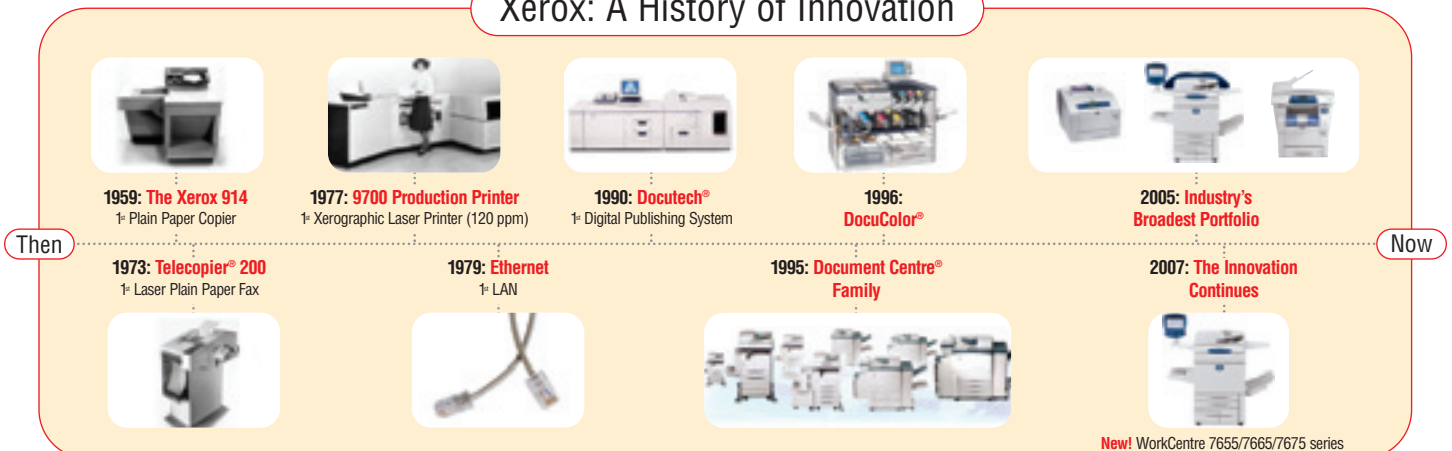 Xerox: A History of Innovation
1959: The Xerox 914
1st Plain Paper Copier
1977: 9700 Production Printer
1st Xerographic Laser Printer (120 ppm)
1990: Docutech®
1st Digital Publishing System
1996:
DocuColor®
2005: Industry's
Broadest Portfolio
Then
Now
1973: Telecopier® 200
1st Laser Plain Paper Fax
1979: Ethernet
1st LAN
1995: Document Centre®
Family
2007: The Innovation
Continues
New! WorkCentre 7655/7665/7675 series